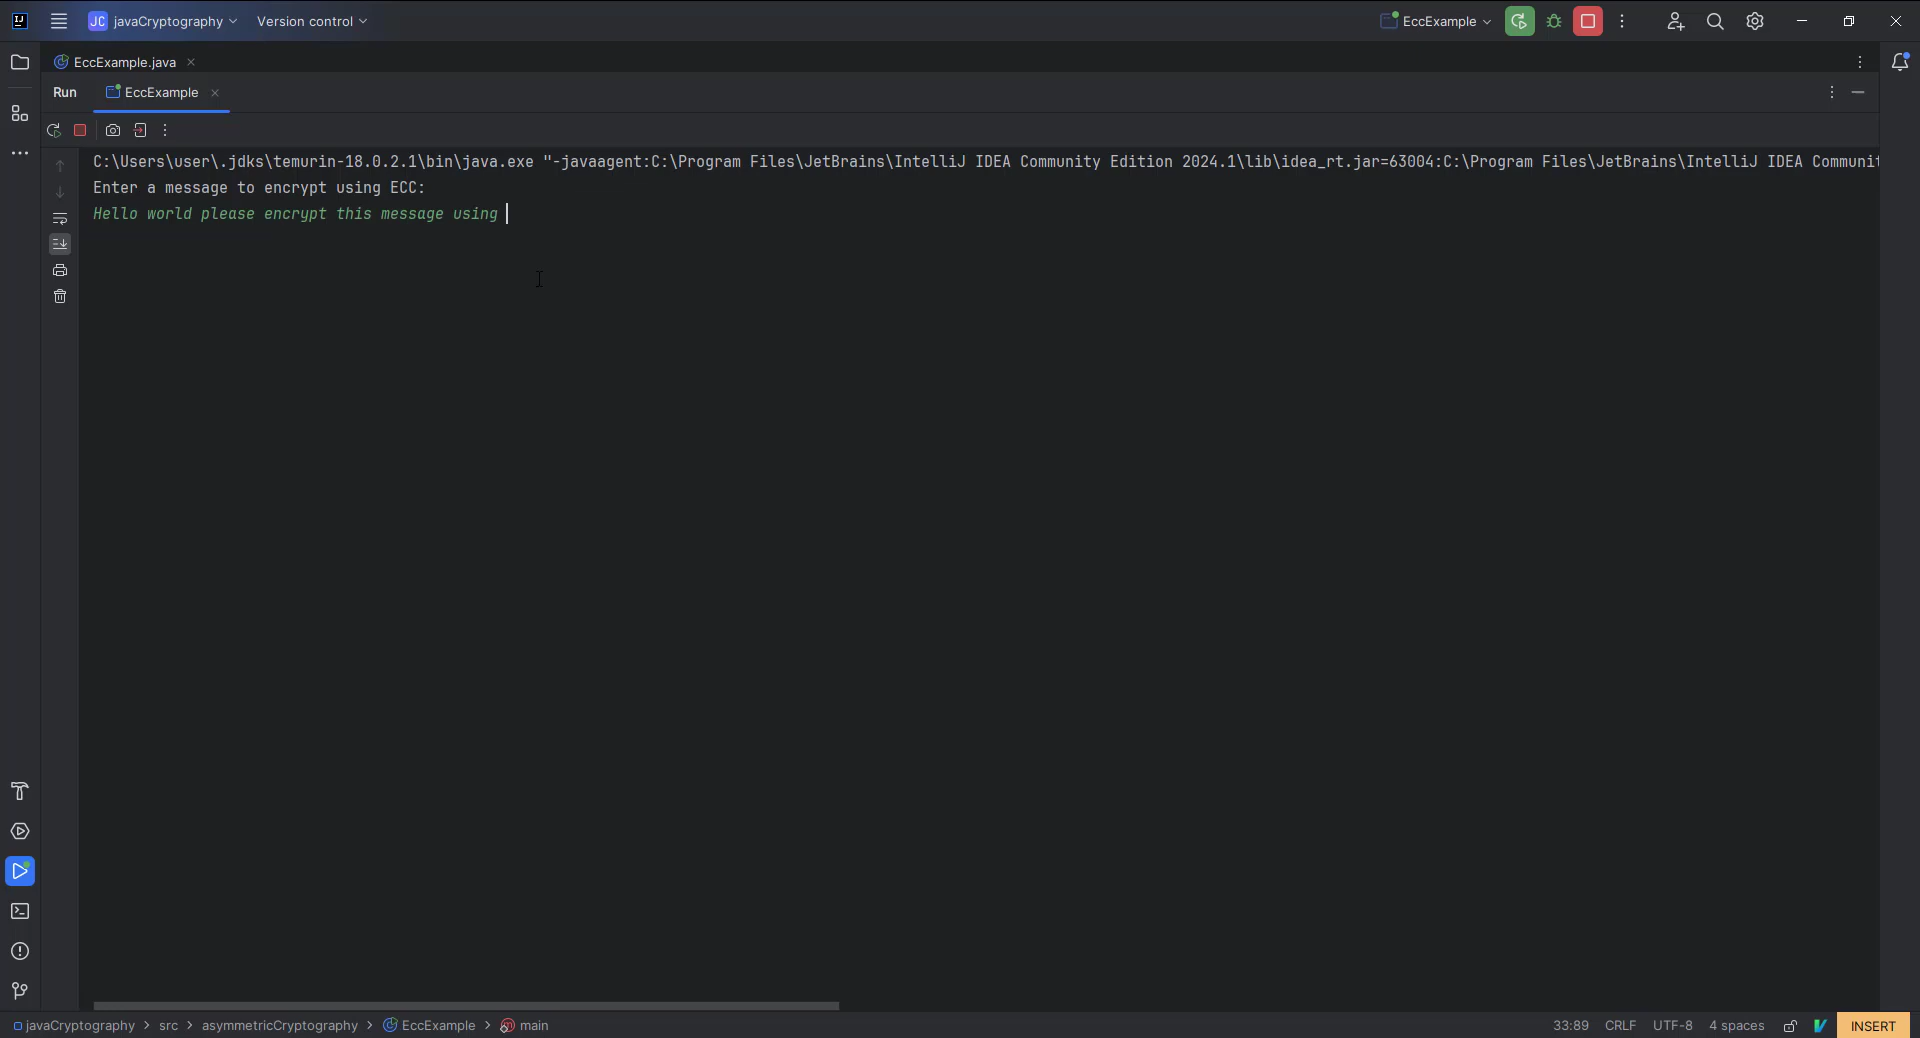 JC javaCryptography Version control EccExample
EccExample.java
Run EccExample
C:\Users\user\.jdks\temurin-18.0.2.1\bin\java.exe "-javaagent:C:\Program Files\JetBrains\IntelliJ IDEA Community Edition 2024.1\lib\idea_rt.jar=63004:C:\Program Files\JetBrains\IntelliJ IDEA Communit
Enter a message to encrypt using ECC:
Hello world please encrypt this message using
javaCryptography > src > asymmetricCryptography > EccExample > main 33:89 CRLF UTF-8 4 spaces INSERT